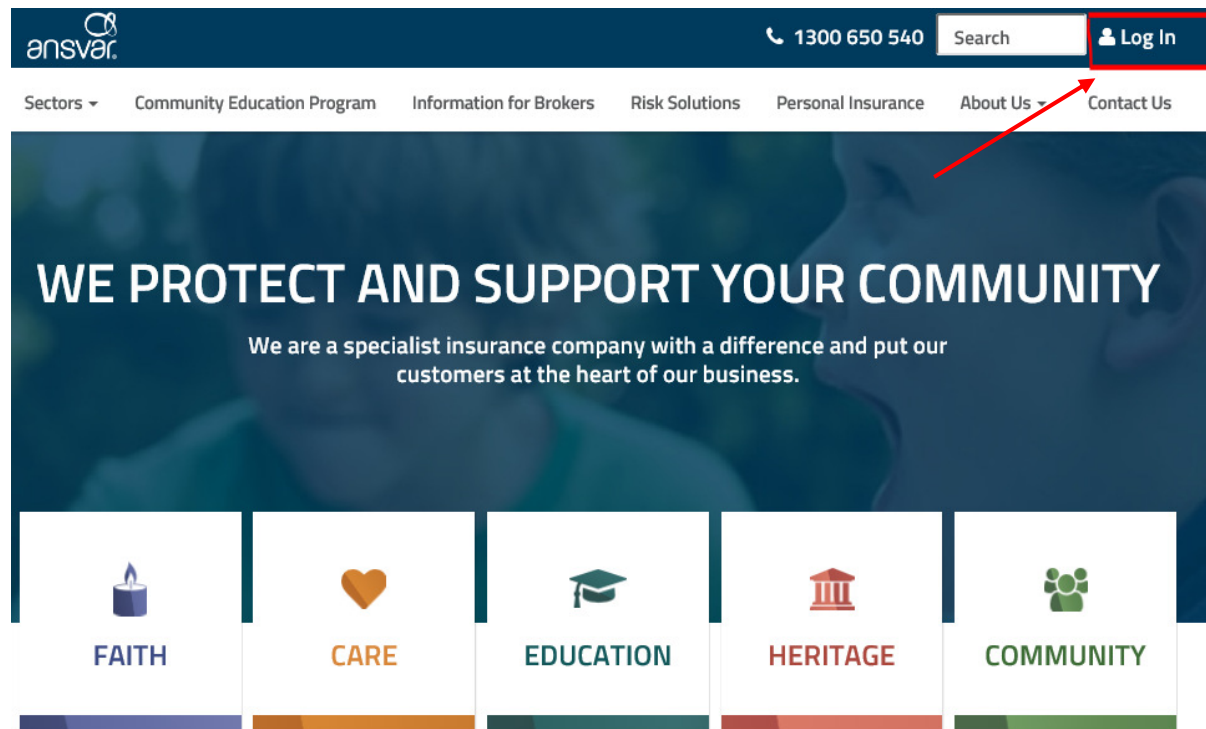 ansvar.
1300 650 540 Search Log In
Sectors Community Education Program Information for Brokers Risk Solutions Personal Insurance About Us Contact Us
WE PROTECT AND SUPPORT YOUR COMMUNITY
We are a specialist insurance company with a difference and put our
customers at the heart of our business.
FAITH CARE EDUCATION HERITAGE COMMUNITY